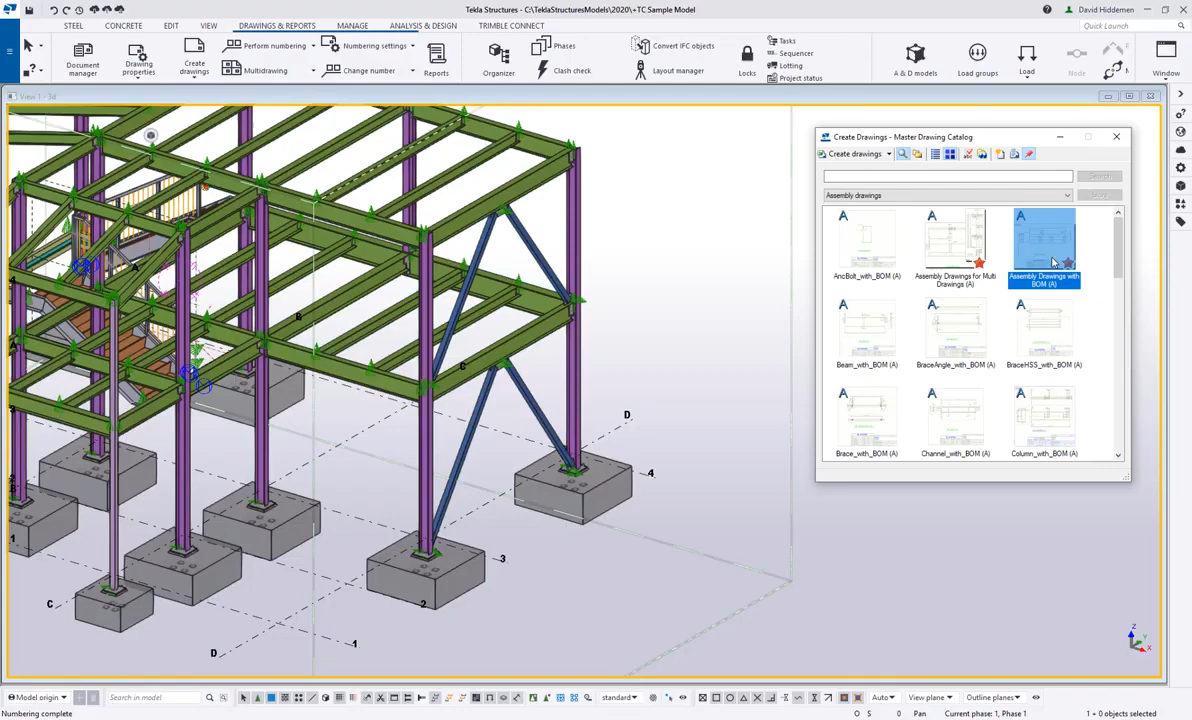 Tekla Structures - C:\TeklaStructuresModels\2020\+TC Sample Model
David Hiddemen
STEEL
CONCRETE
EDIT
VIEW
DRAWINGS & REPORTS
MANAGE
ANALYSIS & DESIGN
TRIMBLE CONNECT
Quick Launch
Document manager
Drawing properties
Create drawings
Perform numbering
Multidrawing
Numbering settings
Change number
Reports
Organizer
Phases
Clash check
Convert IFC objects
Layout manager
Locks
Tasks
Sequencer
Lotting
Project status
A & D models
Load groups
Load
Node
Window
View 1 - 3d
Create Drawings - Master Drawing Catalog
Create drawings
Search
Assembly drawings
More
A
A
A
AncBolt_with_BOM (A)
Assembly Drawings for Multi Drawings (A)
Assembly Drawings with BOM (A)
A
A
A
Beam_with_BOM (A)
BraceAngle_with_BOM (A)
BraceHSS_with_BOM (A)
A
A
A
Brace_with_BOM (A)
Channel_with_BOM (A)
Column_with_BOM (A)
A
B
C
D
4
3
2
1
C
D
1
Z
Y
X
Model origin
Search in model
standard
Auto
View plane
Outline planes
Numbering complete
O
S
0
Pan
Current phase: 1, Phase 1
1 + 0 objects selected